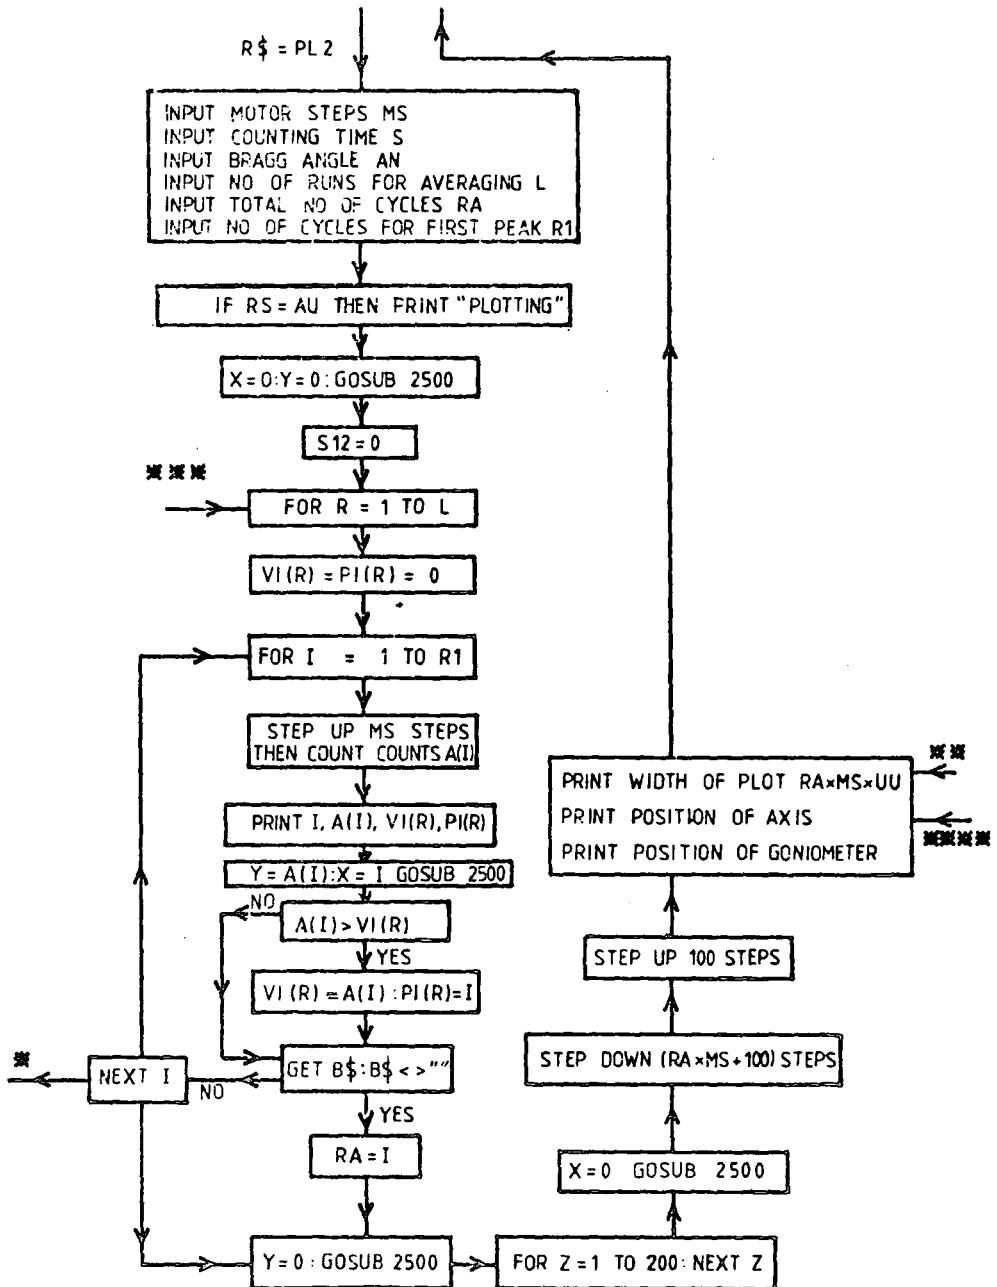 R$ = PL2
INPUT MOTOR STEPS MS
INPUT COUNTING TIME S
INPUT BRAGG ANGLE AN
INPUT NO OF RUNS FOR AVERAGING L
INPUT TOTAL NO OF CYCLES RA
INPUT NO OF CYCLES FOR FIRST PEAK R1
IF RS = AU THEN PRINT "PLOTTING"
X=0:Y=0:GOSUB 2500
S12=0
※※※
FOR R = 1 TO L
VI(R) = PI(R) = 0
FOR I = 1 TO R1
STEP UP MS STEPS
THEN COUNT COUNTS A(I)
PRINT I, A(I), VI(R), PI(R)
Y=A(I):X=I GOSUB 2500
NO
A(I)>VI(R)
YES
VI(R)=A(I):PI(R)=I
GET B$:B$<>""
※
NEXT I
NO
YES
RA=I
Y=0:GOSUB 2500
FOR Z=1 TO 200:NEXT Z
X=0 GOSUB 2500
STEP DOWN (RA×MS+100) STEPS
STEP UP 100 STEPS
PRINT WIDTH OF PLOT RA×MS×UU
PRINT POSITION OF AXIS
PRINT POSITION OF GONIOMETER
※※
※※※※